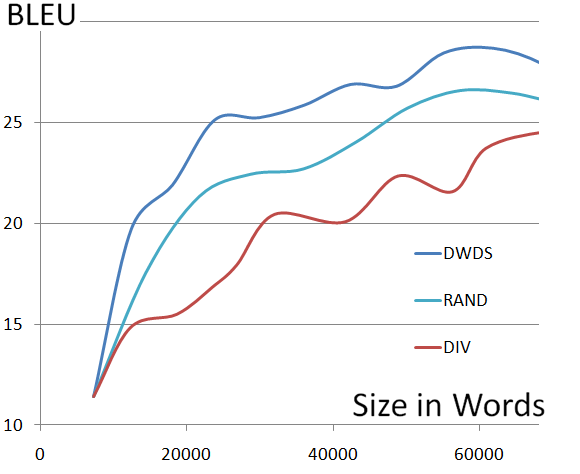 BLEU
25
20
15
10
DWDS
RAND
DIV
Size in Words
0 20000 40000 60000